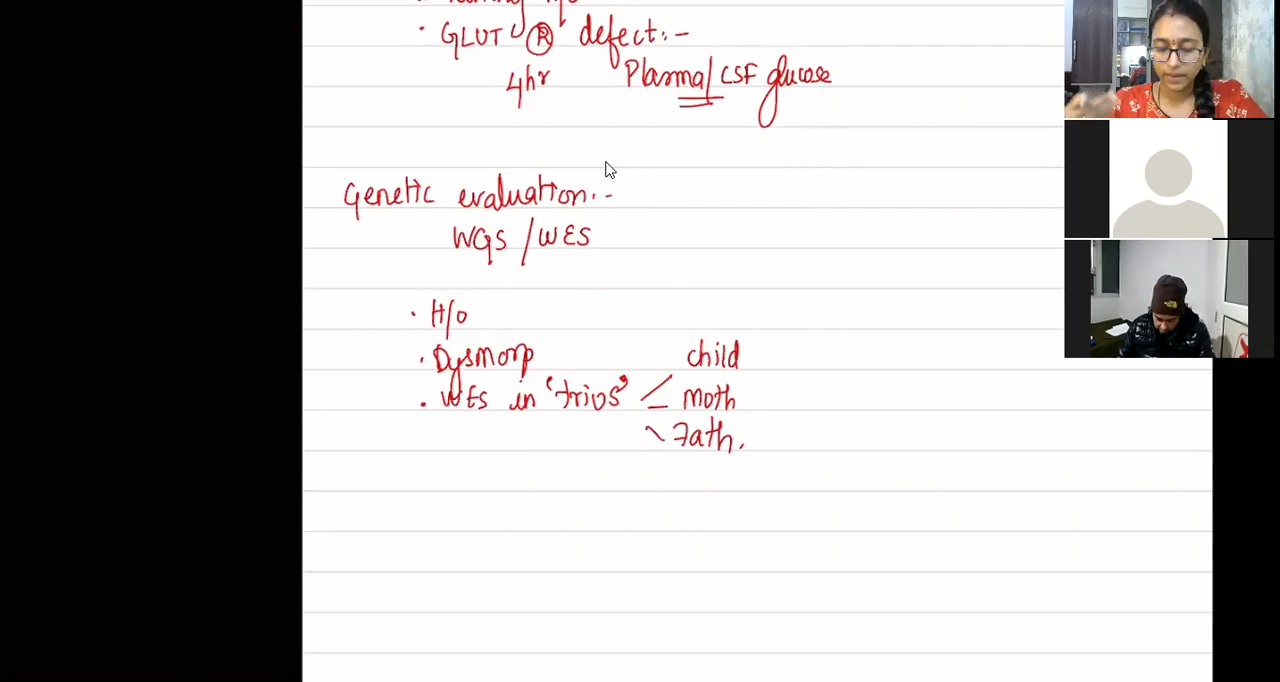 · GLUT Ⓡ defect:-
4hr Plasma/CSF glucose
Genetic evaluation:-
WGS / WES
· H/o
· Dysmorp
· WES in 'trios' child
moth
Fath.